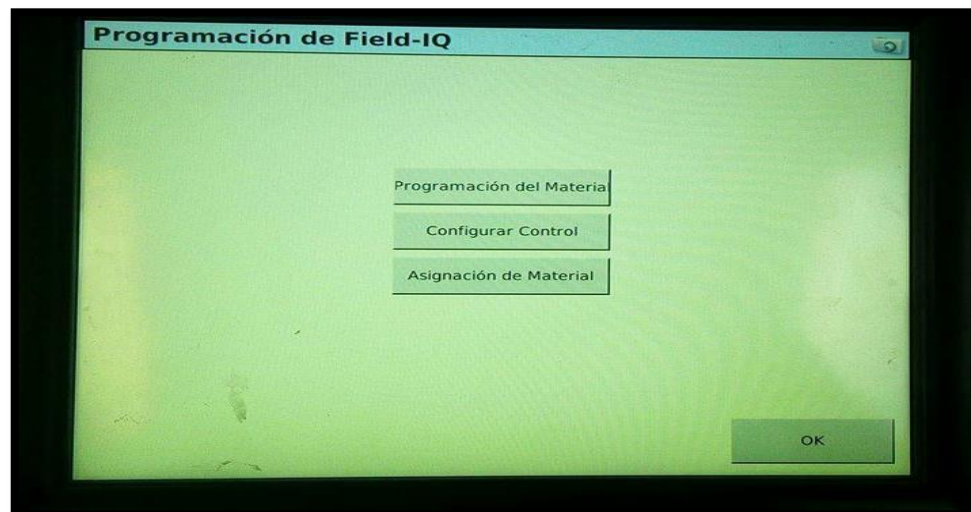 Programación de Field-IQ
Programación del Materia
Configurar Control
Asignación de Material
OK